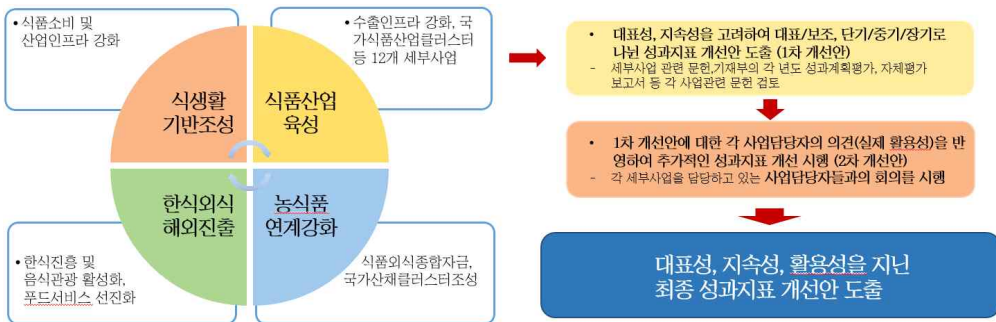 • 식품소비 및
산업인프라 강화
• 수출인프라 강화, 국
가식품산업클러스터
등 12개 세부사업
식생활
기반조성
식품산업
육성
한식외식
해외진출
농식품
연계강화
• 한식진흥 및
음식관광 활성화,
푸드서비스 선진화
식품외식종합자금,
국가산채클러스터조성
• 대표성, 지속성을 고려하여 대표/보조, 단기/중기/장기로
나뉜 성과지표 개선안 도출 (1차 개선안)
- 세부사업 관련 문헌,기재부의 각 년도 성과계획평가, 자체평가
보고서 등 각 사업관련 문헌 검토
• 1차 개선안에 대한 각 사업담당자의 의견(실제 활용성)을 반
영하여 추가적인 성과지표 개선 시행 (2차 개선안)
- 각 세부사업을 담당하고 있는 사업담당자들과의 회의를 시행
대표성, 지속성, 활용성을 지닌
최종 성과지표 개선안 도출